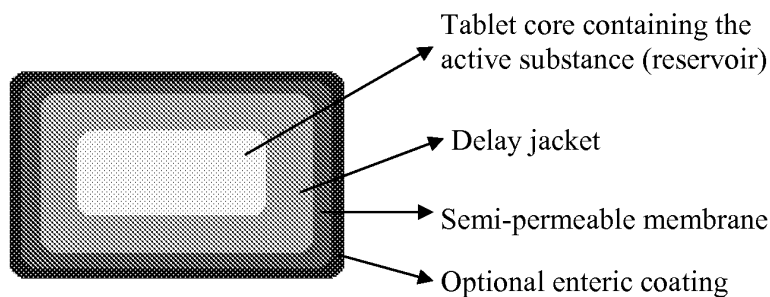 Tablet core containing the
active substance (reservoir)
Delay jacket
Semi-permeable membrane
Optional enteric coating